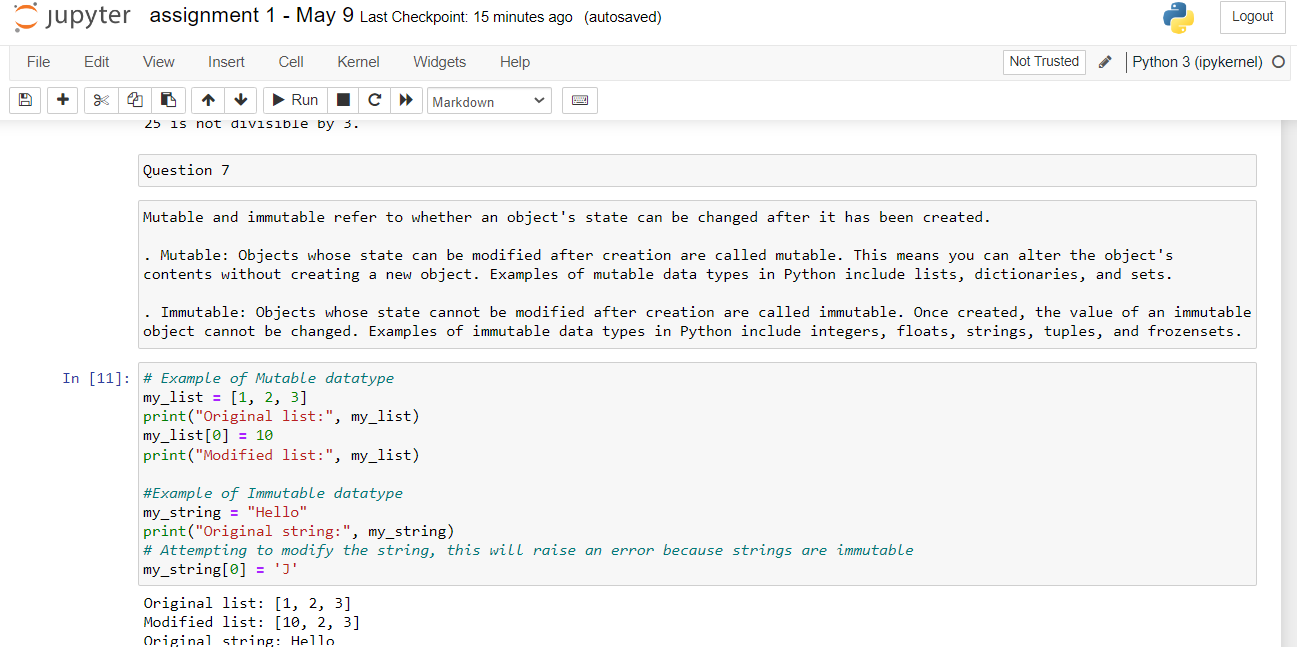 jupyter assignment 1 - May 9 Last Checkpoint: 15 minutes ago (autosaved) Logout
File Edit View Insert Cell Kernel Widgets Help Not Trusted Python 3 (ipykernel)
Run Markdown
25 is not divisible by 3.
Question 7
Mutable and immutable refer to whether an object's state can be changed after it has been created.
. Mutable: Objects whose state can be modified after creation are called mutable. This means you can alter the object's
contents without creating a new object. Examples of mutable data types in Python include lists, dictionaries, and sets.
. Immutable: Objects whose state cannot be modified after creation are called immutable. Once created, the value of an immutable
object cannot be changed. Examples of immutable data types in Python include integers, floats, strings, tuples, and frozensets.
In [11]: # Example of Mutable datatype
my_list = [1, 2, 3]
print("Original list:", my_list)
my_list[0] = 10
print("Modified list:", my_list)
#Example of Immutable datatype
my_string = "Hello"
print("Original string:", my_string)
# Attempting to modify the string, this will raise an error because strings are immutable
my_string[0] = 'J'
Original list: [1, 2, 3]
Modified list: [10, 2, 3]
Original string: Hello